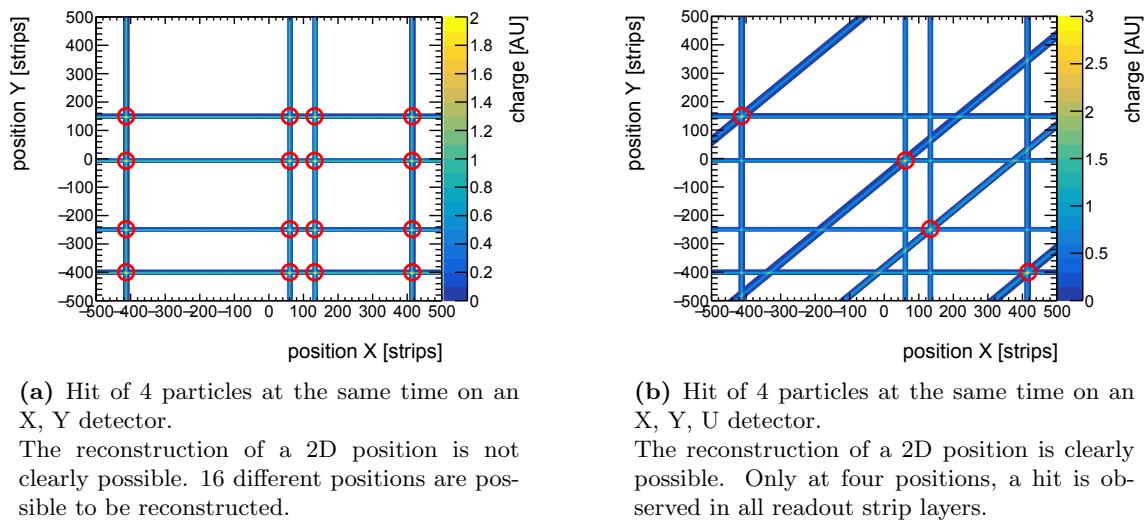 500
400
300
200
100
0
−100
−200
−300
−400
−500
position Y [strips]
−500−400−300−200−100 0 100 200 300 400 500
position X [strips]
2
1.8
1.6
1.4
1.2
1
0.8
0.6
0.4
0.2
0
charge [AU]
(a) Hit of 4 particles at the same time on an
X, Y detector.
The reconstruction of a 2D position is not
clearly possible. 16 different positions are pos-
sible to be reconstructed.
500
400
300
200
100
0
−100
−200
−300
−400
−500
position Y [strips]
−500−400−300−200−100 0 100 200 300 400 500
position X [strips]
3
2.5
2
1.5
1
0.5
0
charge [AU]
(b) Hit of 4 particles at the same time on an
X, Y, U detector.
The reconstruction of a 2D position is clearly
possible. Only at four positions, a hit is ob-
served in all readout strip layers.